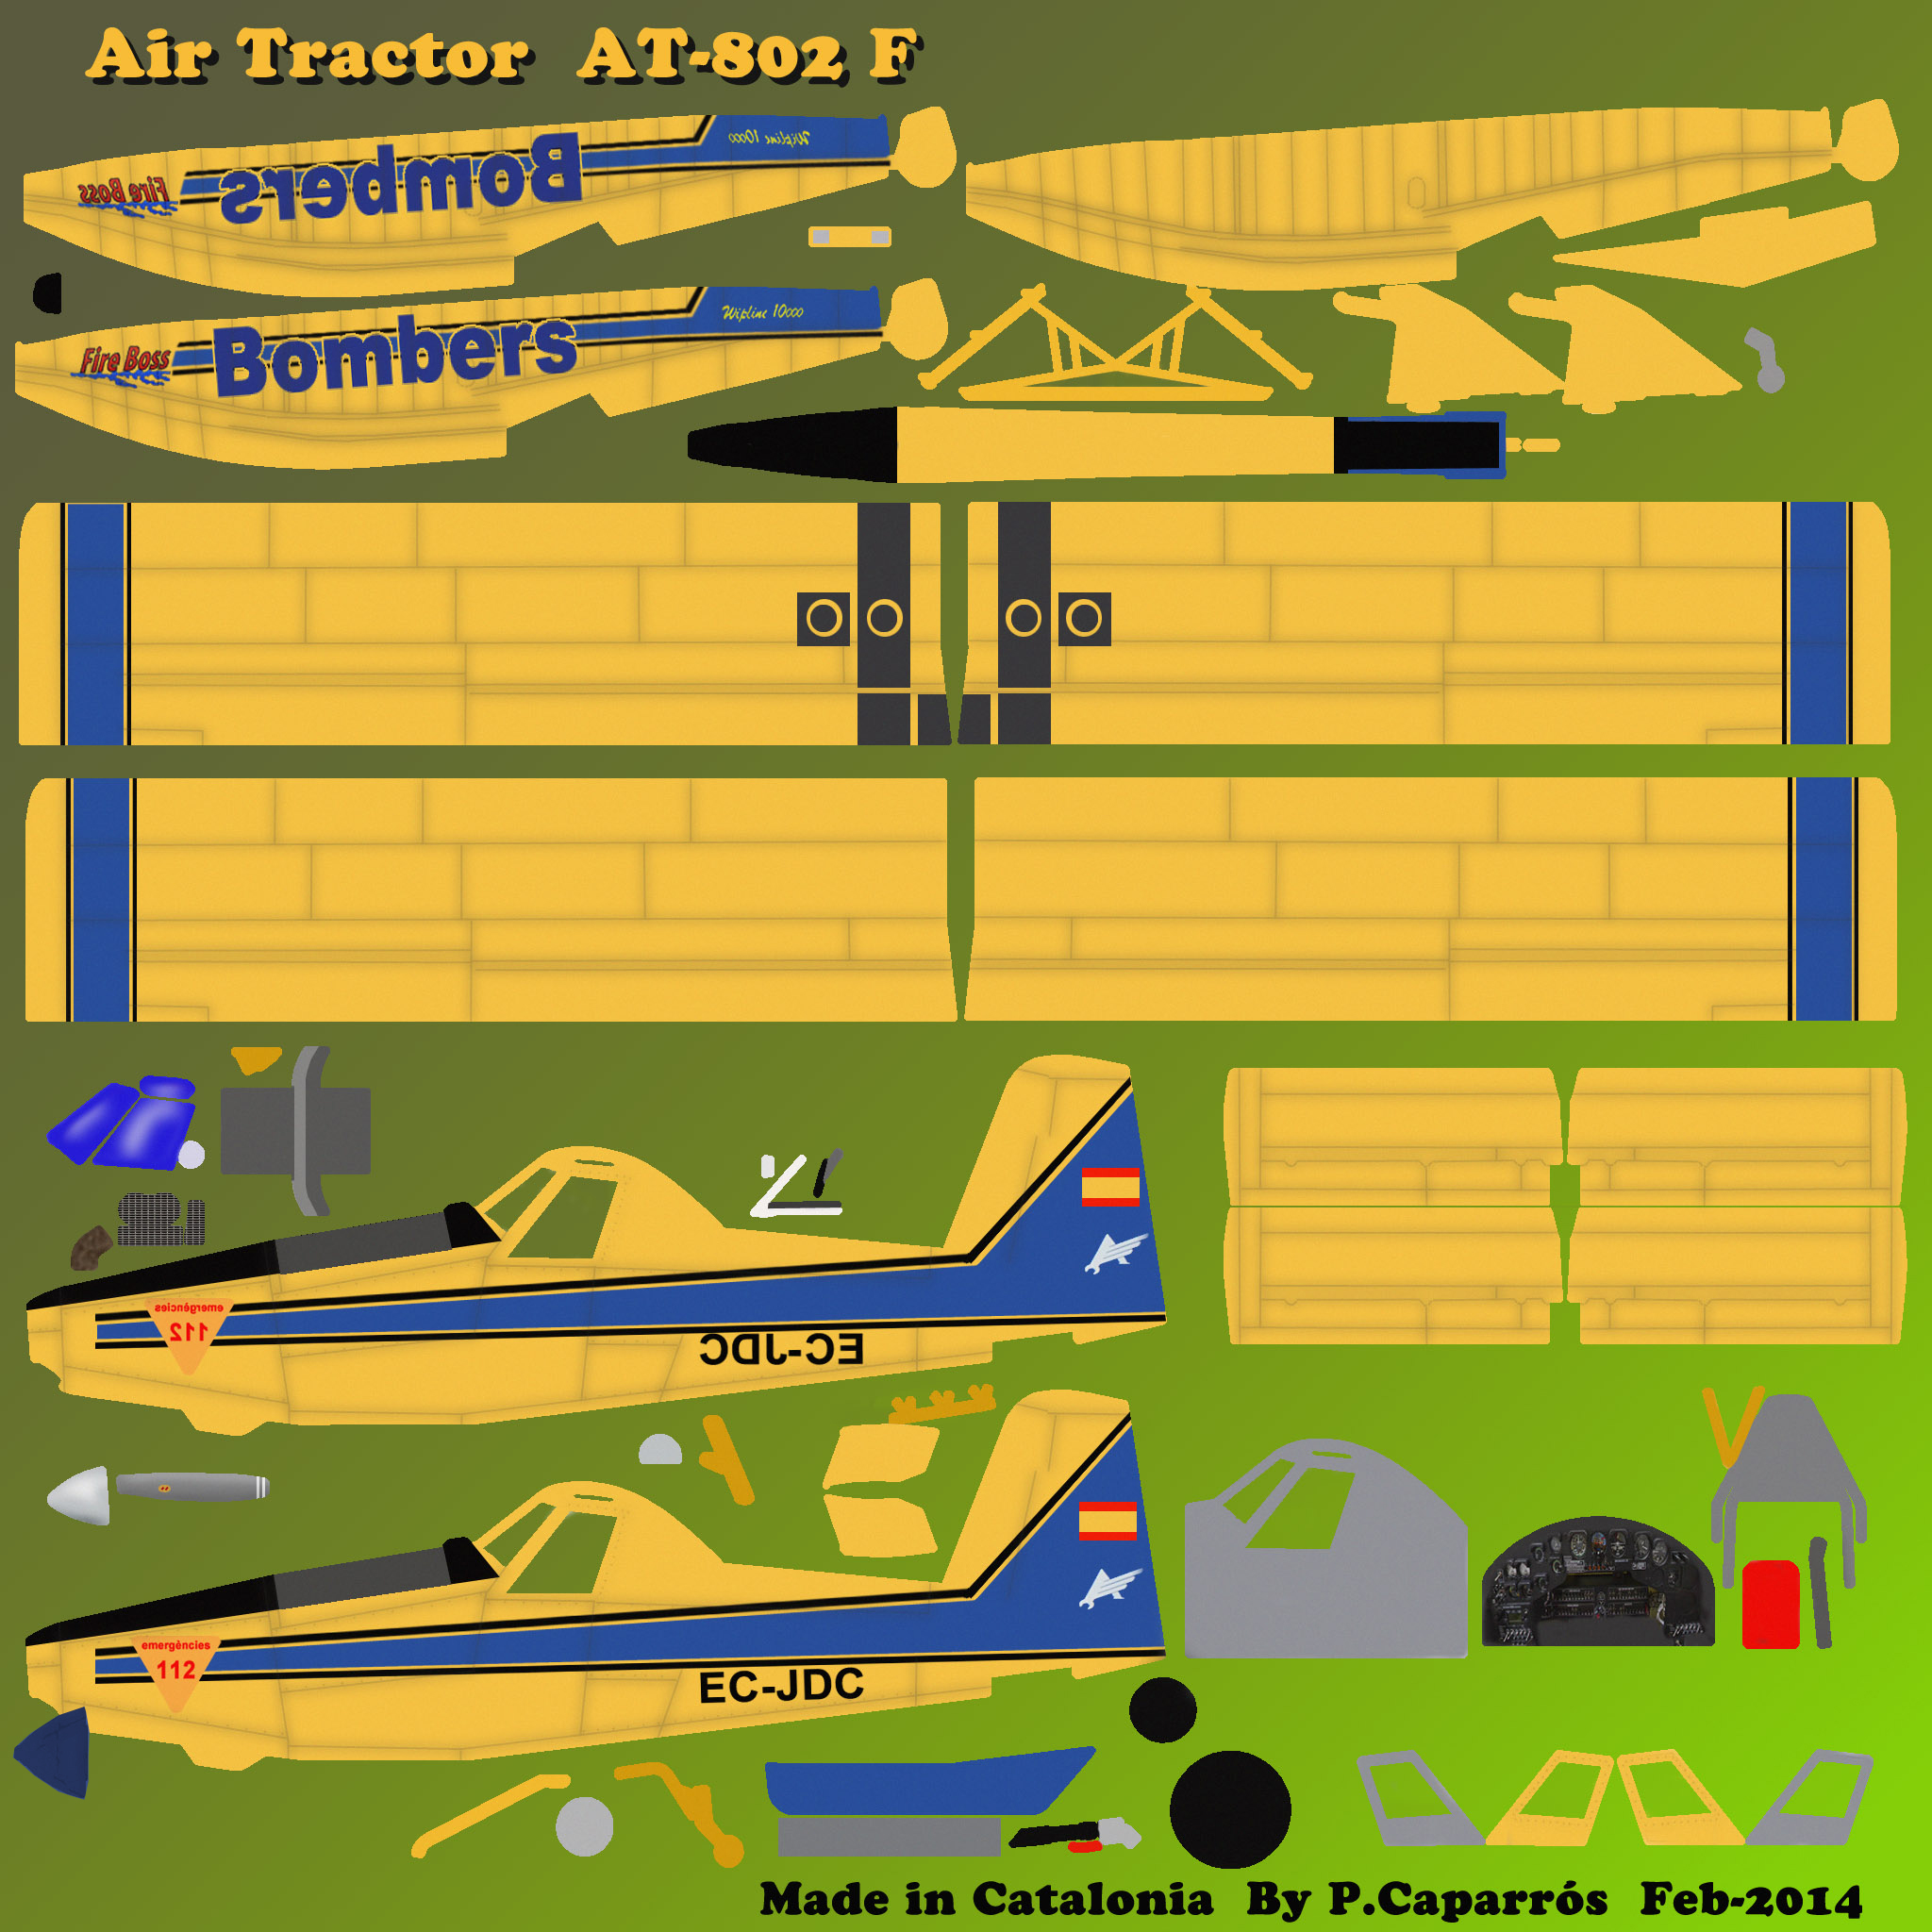 Air Tractor AT-802 F
Wipline 10000
Bombers
Fire Boss
Wipline 10000
Bombers
Fire Boss
emergències
112
EC-JDC
emergències
112
EC-JDC
Made in Catalonia By P.Caparrós Feb-2014